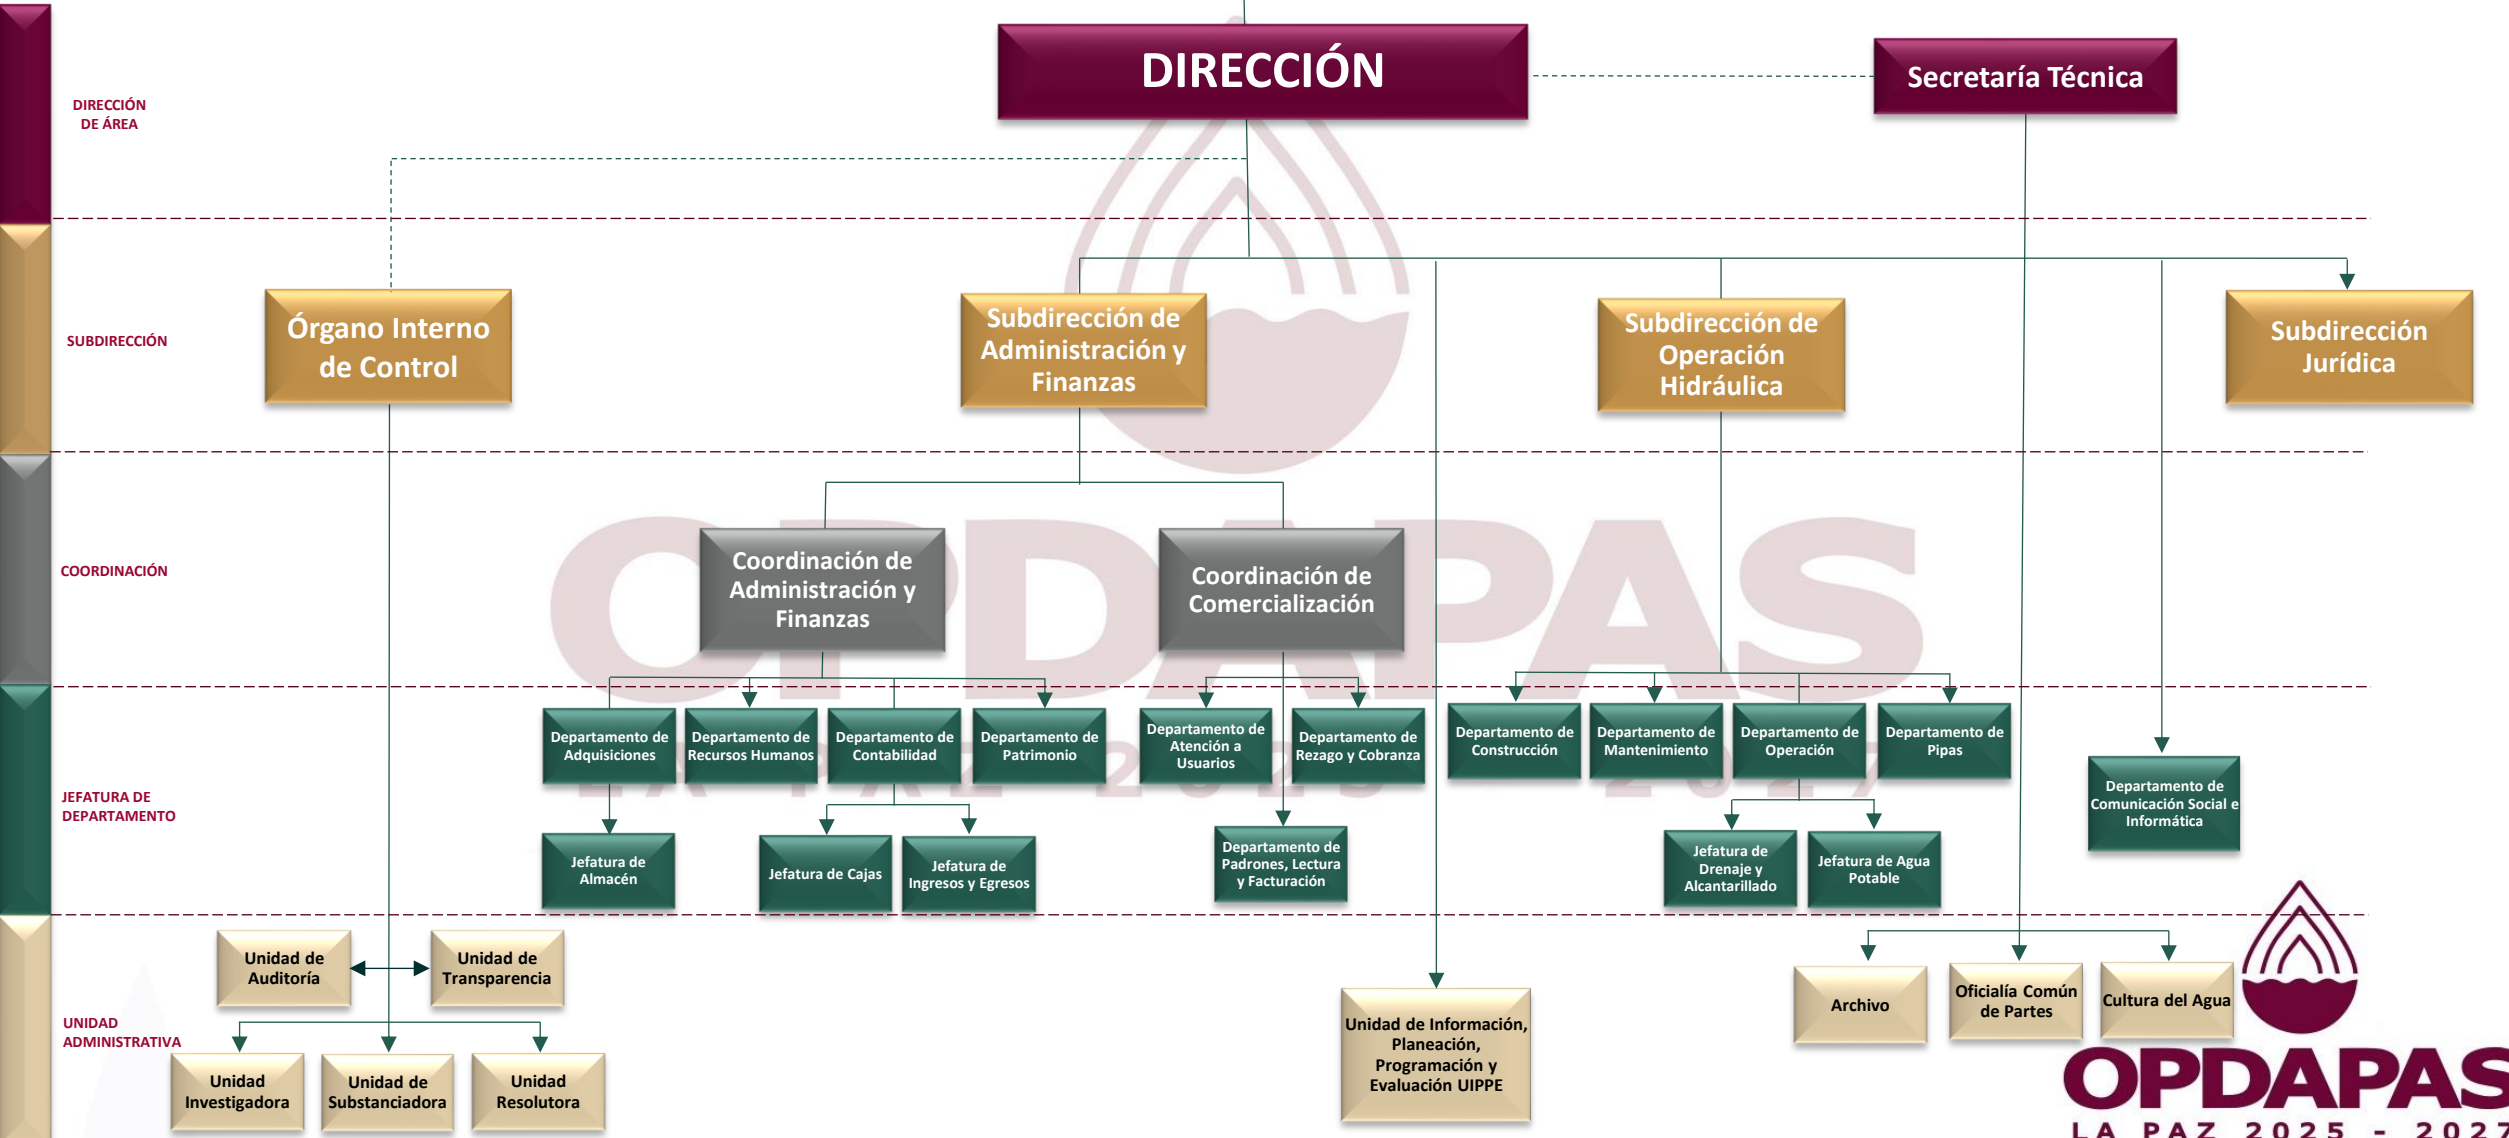 DIRECCIÓN
Secretaría Técnica
DIRECCIÓN
DE ÁREA
SUBDIRECCIÓN
Órgano Interno
de Control
Subdirección de
Administración y
Finanzas
Subdirección de
Operación
Hidráulica
Subdirección
Jurídica
COORDINACIÓN
Coordinación de
Administración y
Finanzas
Coordinación de
Comercialización
OPDAPAS
LA PAZ 2025 - 2027
JEFATURA DE
DEPARTAMENTO
Departamento de
Adquisiciones
Departamento de
Recursos Humanos
Departamento de
Contabilidad
Departamento de
Patrimonio
Departamento de
Atención a
Usuarios
Departamento de
Rezago y Cobranza
Departamento de
Construcción
Departamento de
Mantenimiento
Departamento de
Operación
Departamento de
Pipas
Departamento de
Comunicación Social e
Informática
Jefatura de
Almacén
Jefatura de Cajas
Jefatura de
Ingresos y Egresos
Departamento de
Padrones, Lectura
y Facturación
Jefatura de
Drenaje y
Alcantarillado
Jefatura de Agua
Potable
UNIDAD
ADMINISTRATIVA
Unidad de
Auditoría
Unidad de
Transparencia
Unidad
Investigadora
Unidad de
Substanciadora
Unidad
Resolutora
Unidad de Información,
Planeación,
Programación y
Evaluación UIPPE
Archivo
Oficialía Común
de Partes
Cultura del Agua
OPDAPAS
LA PAZ 2025 - 2027